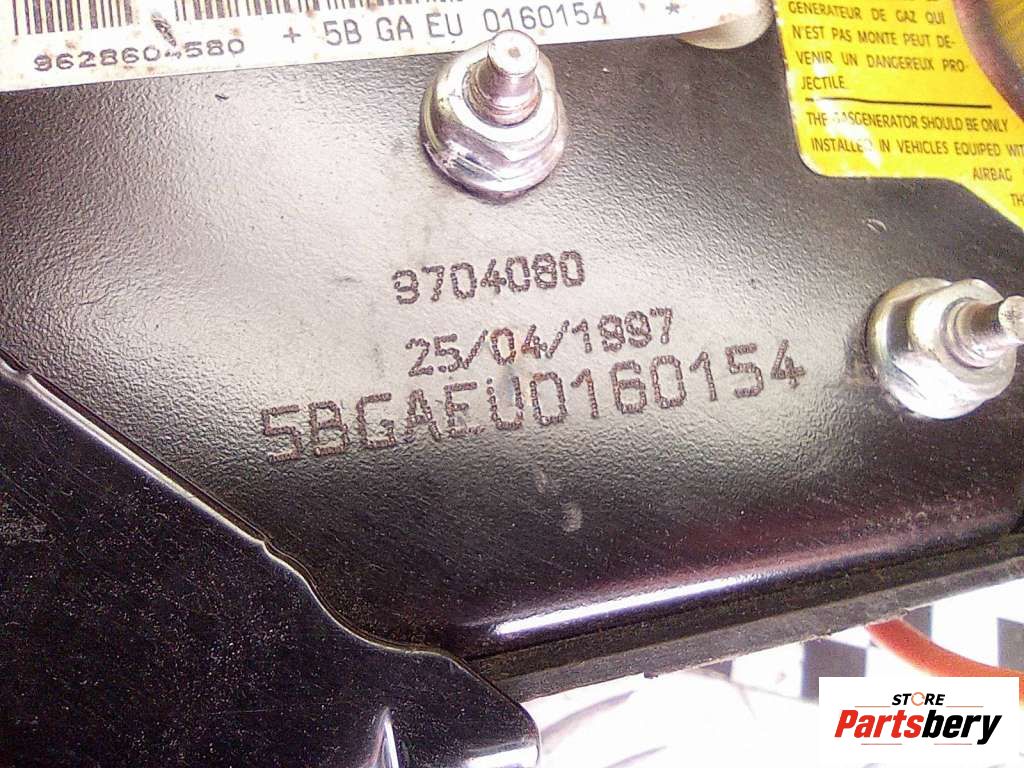 9628604580 + 5B GA EU 0160154 *
GENERATEUR DE GAZ QUI
N'EST PAS MONTE PEUT DE-
VENIR UN DANGEREUX PRO-
JECTILE.
THE GASGENERATOR SHOULD BE ONLY
INSTALLED IN VEHICLES EQUIPED WITH
AIRBAG
9704080
25/04/1997
5BGAEU0160154
STORE
Partsbery